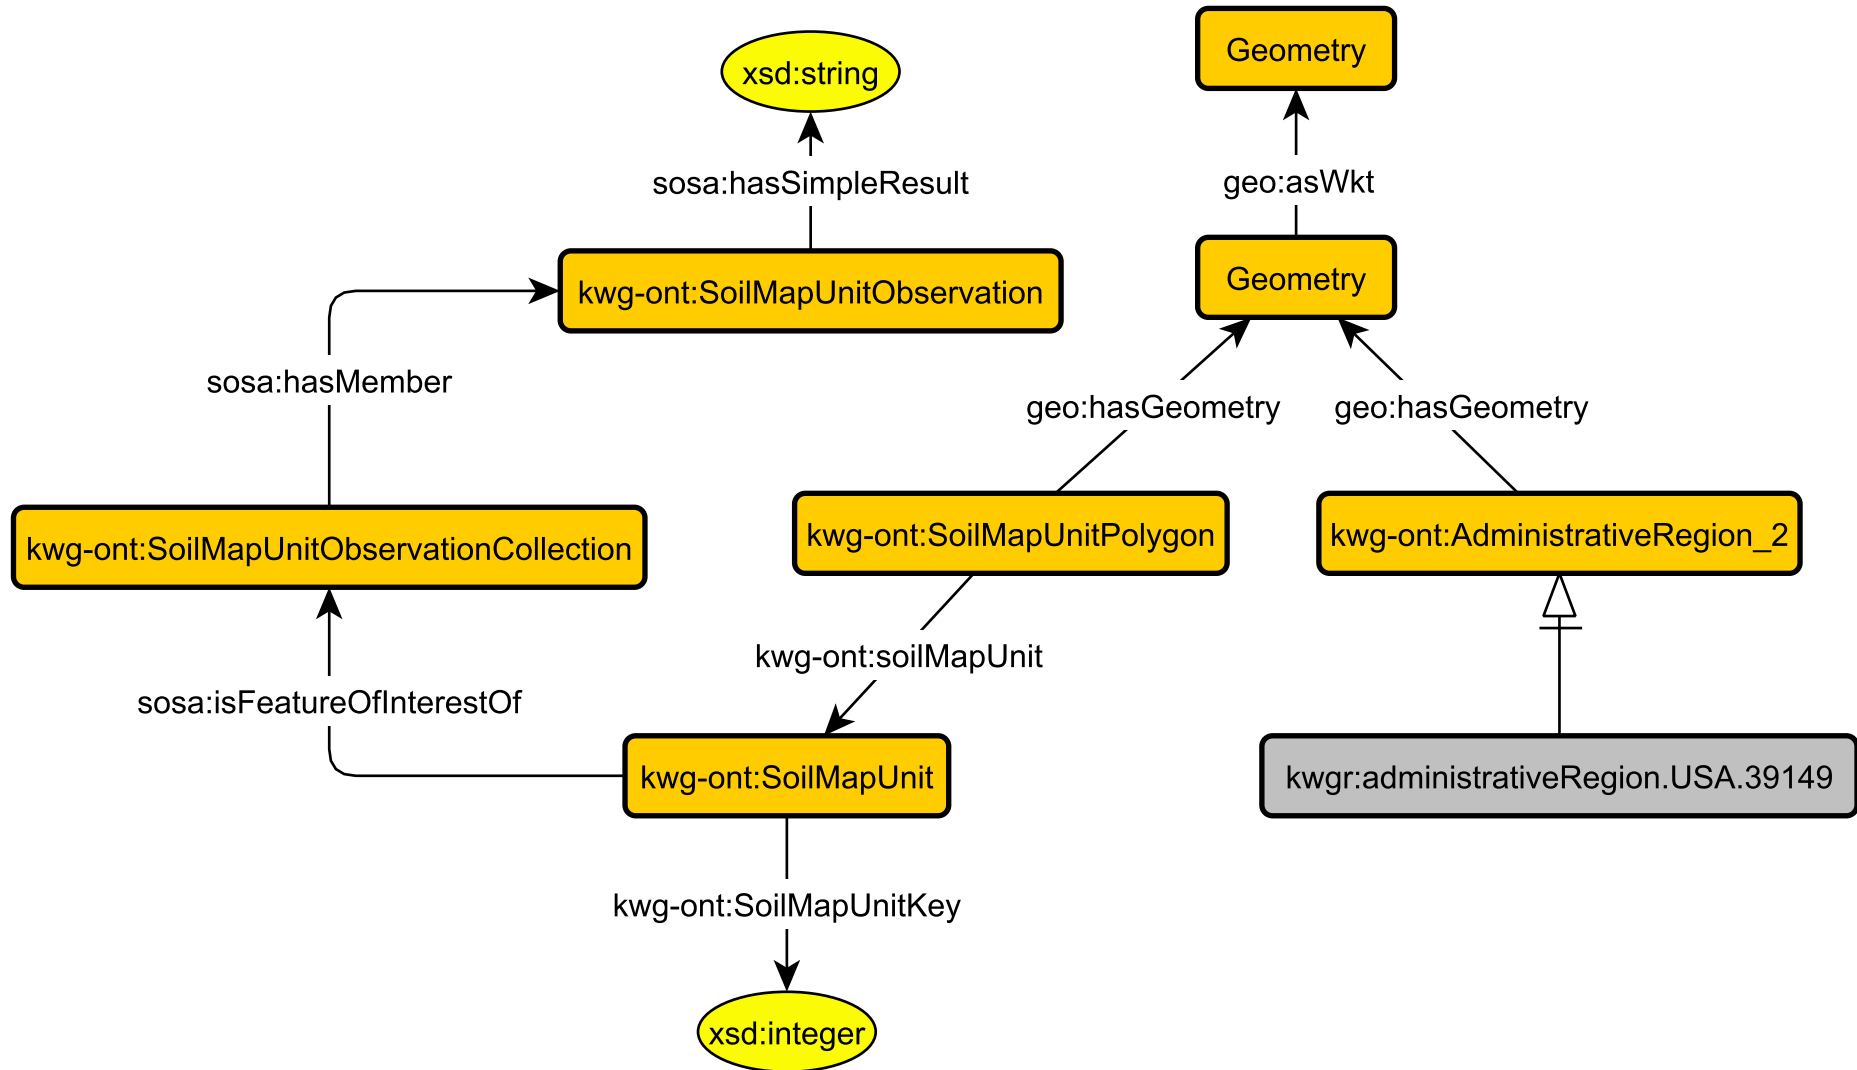 Geometry
xsd:string
sosa:hasSimpleResult
geo:asWkt
kwg-ont:SoilMapUnitObservation
Geometry
sosa:hasMember
geo:hasGeometry
geo:hasGeometry
kwg-ont:SoilMapUnitObservationCollection
kwg-ont:SoilMapUnitPolygon
kwg-ont:AdministrativeRegion_2
kwg-ont:soilMapUnit
sosa:isFeatureOfInterestOf
kwg-ont:SoilMapUnit
kwgr:administrativeRegion.USA.39149
kwg-ont:SoilMapUnitKey
xsd:integer